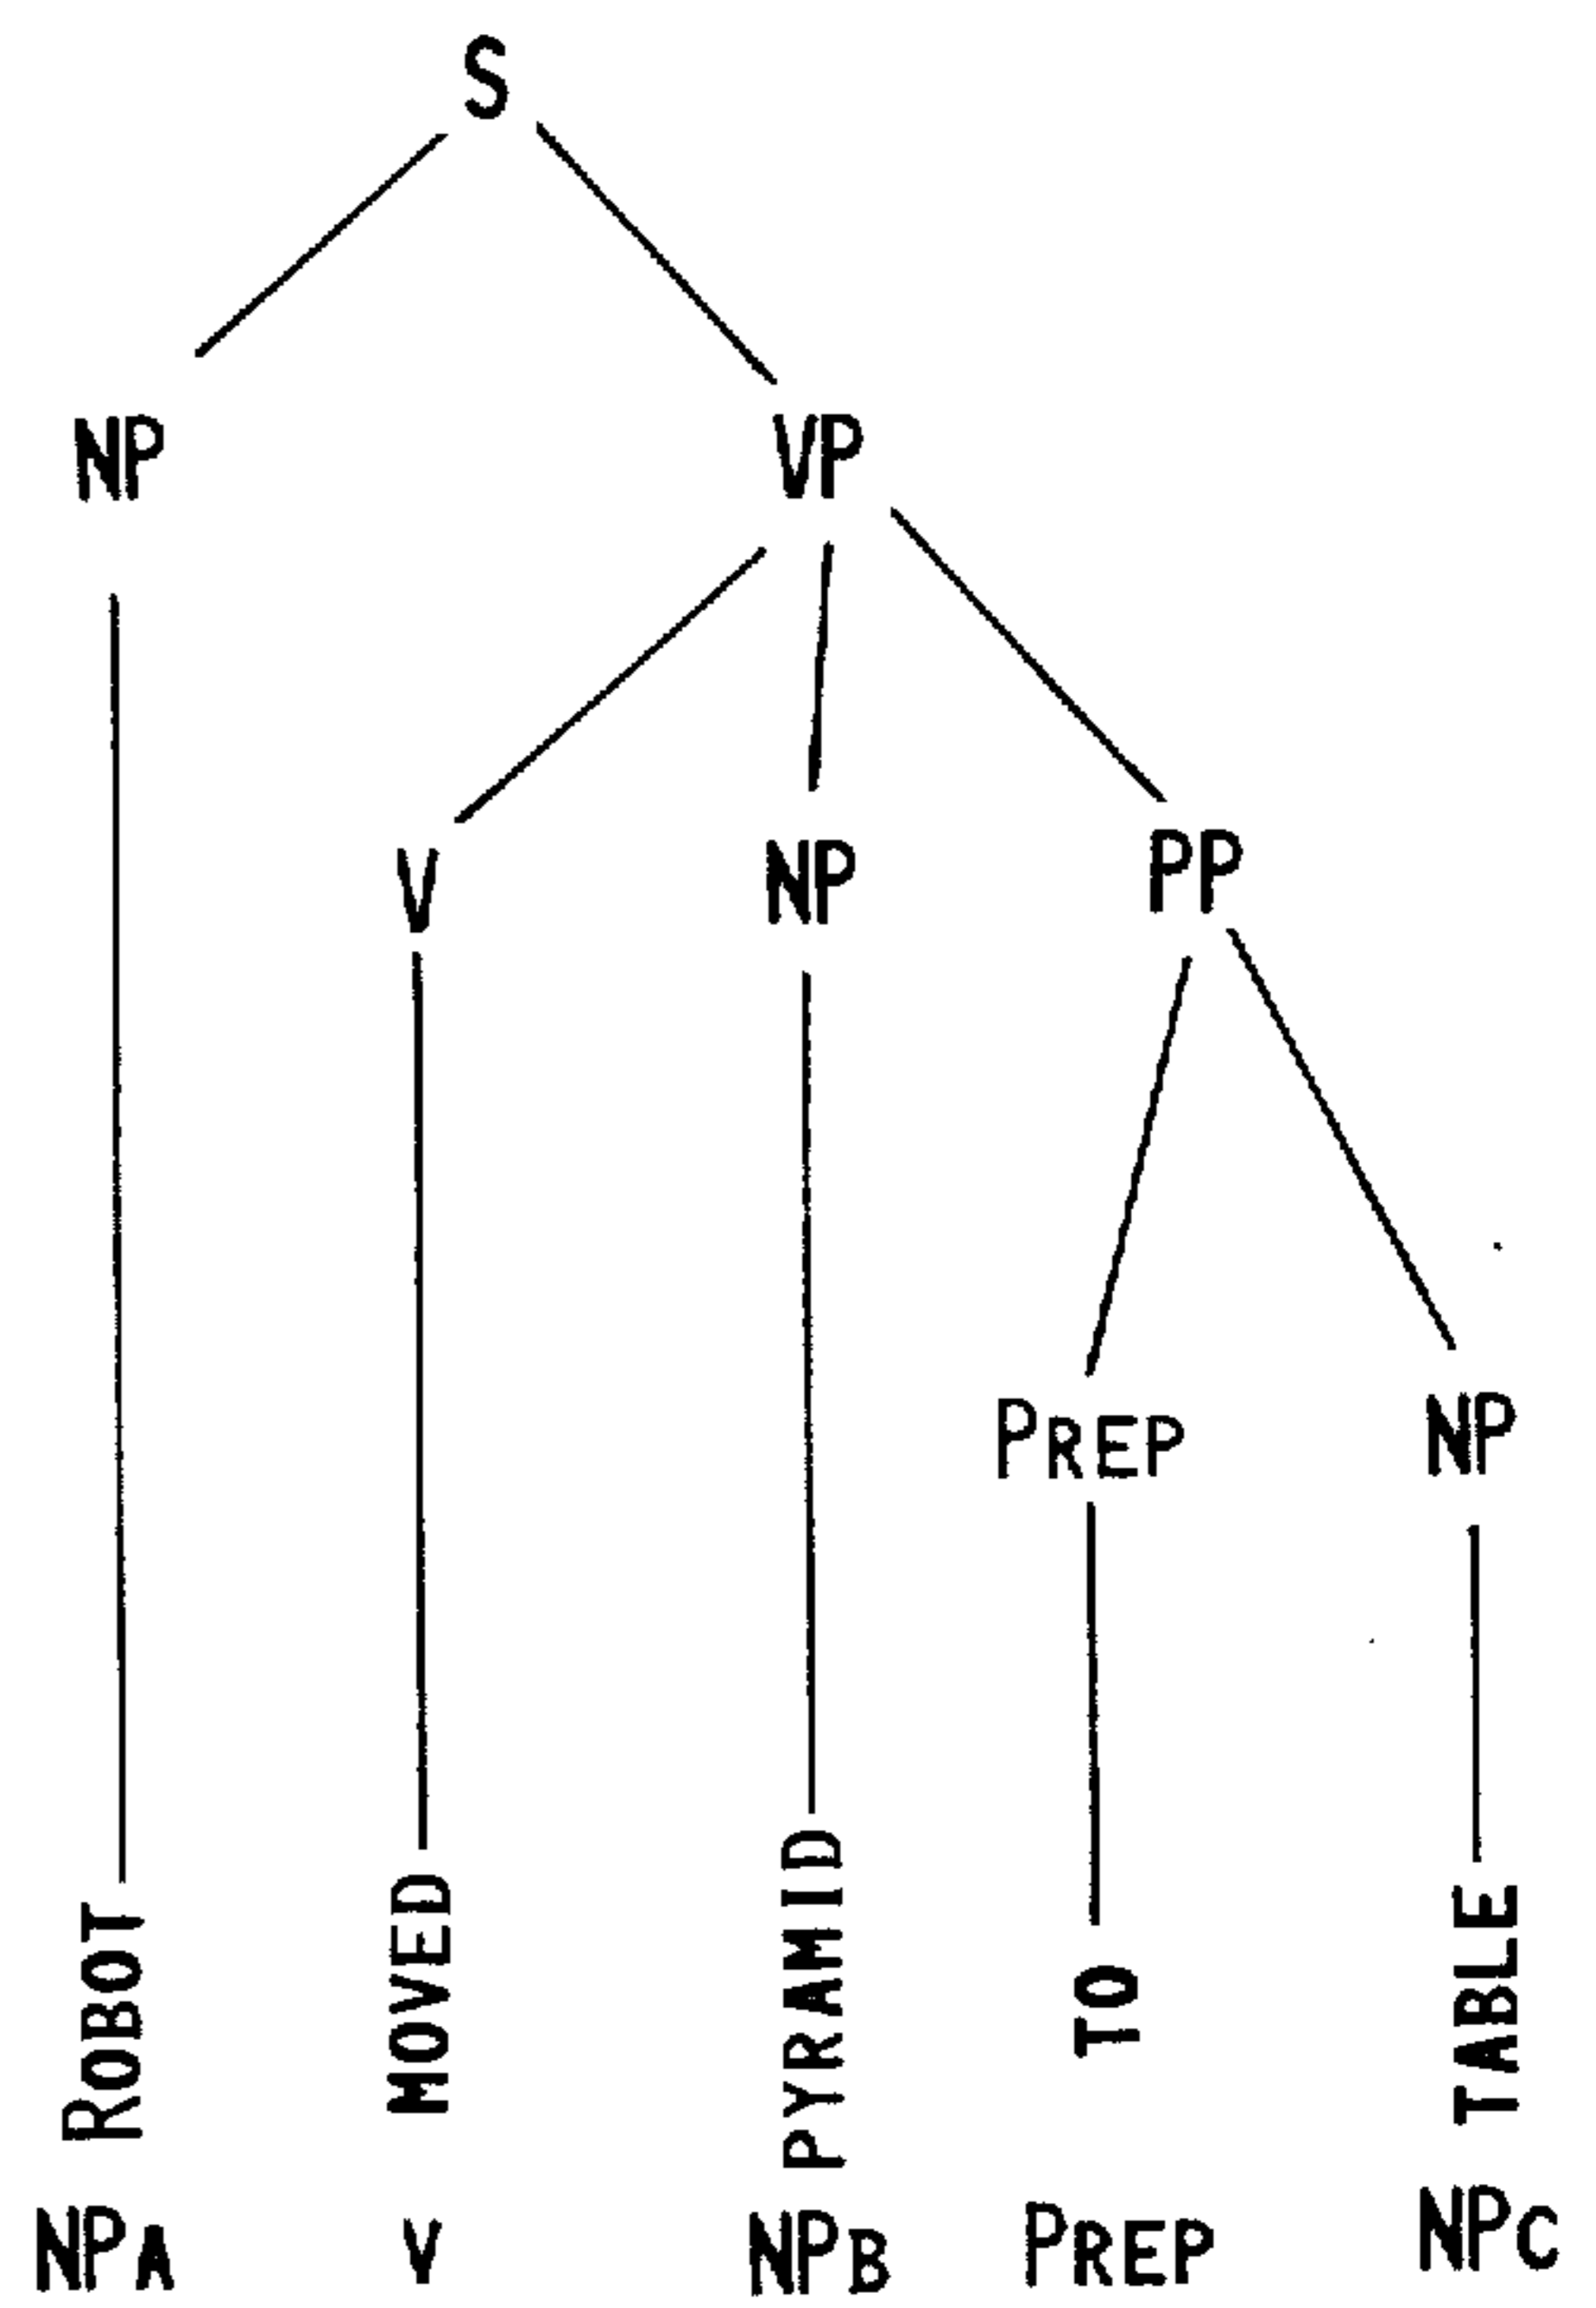 S
NP VP
V NP PP
PREP NP
ROBOT MOVED PYRAMID TO TABLE
NPA V NPB PREP NPC